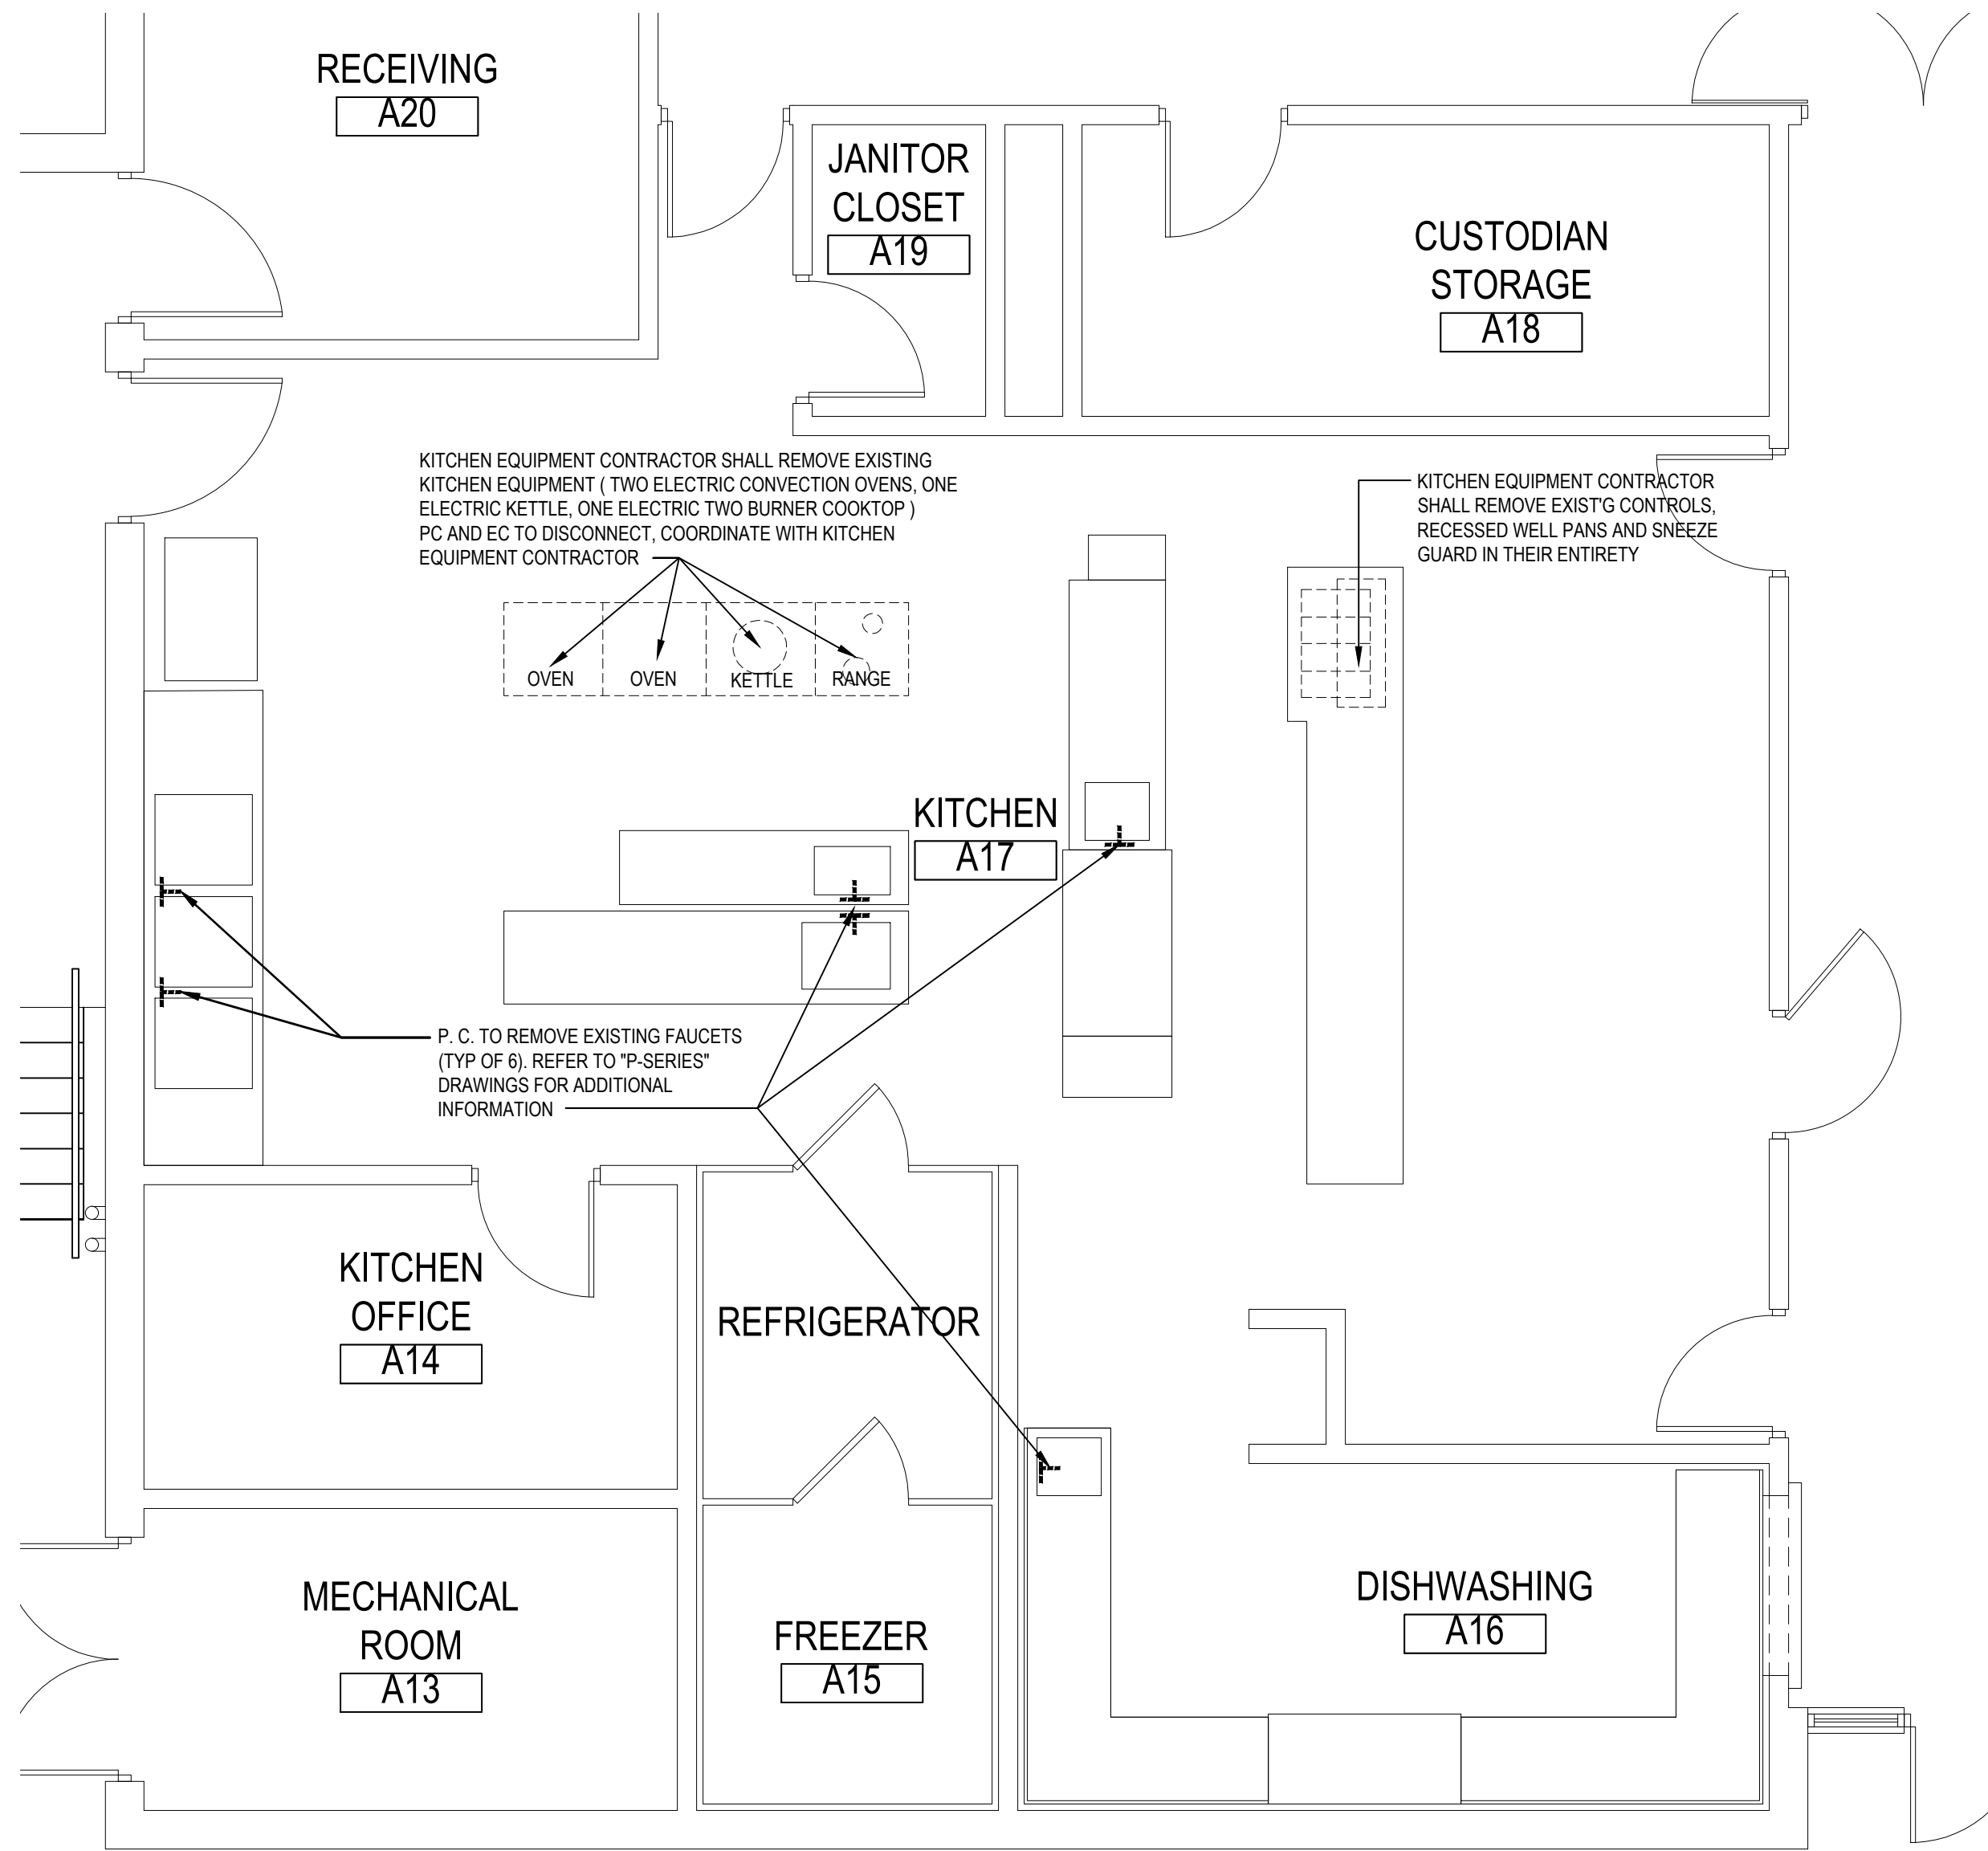 RECEIVING
A20
JANITOR
CLOSET
A19
CUSTODIAN
STORAGE
A18
KITCHEN EQUIPMENT CONTRACTOR SHALL REMOVE EXISTING
KITCHEN EQUIPMENT ( TWO ELECTRIC CONVECTION OVENS, ONE
ELECTRIC KETTLE, ONE ELECTRIC TWO BURNER COOKTOP )
PC AND EC TO DISCONNECT, COORDINATE WITH KITCHEN
EQUIPMENT CONTRACTOR
KITCHEN EQUIPMENT CONTRACTOR
SHALL REMOVE EXIST'G CONTROLS,
RECESSED WELL PANS AND SNEEZE
GUARD IN THEIR ENTIRETY
OVEN
OVEN
KETTLE
RANGE
KITCHEN
A17
P. C. TO REMOVE EXISTING FAUCETS
(TYP OF 6). REFER TO "P-SERIES"
DRAWINGS FOR ADDITIONAL
INFORMATION
KITCHEN
OFFICE
A14
REFRIGERATOR
MECHANICAL
ROOM
A13
FREEZER
A15
DISHWASHING
A16